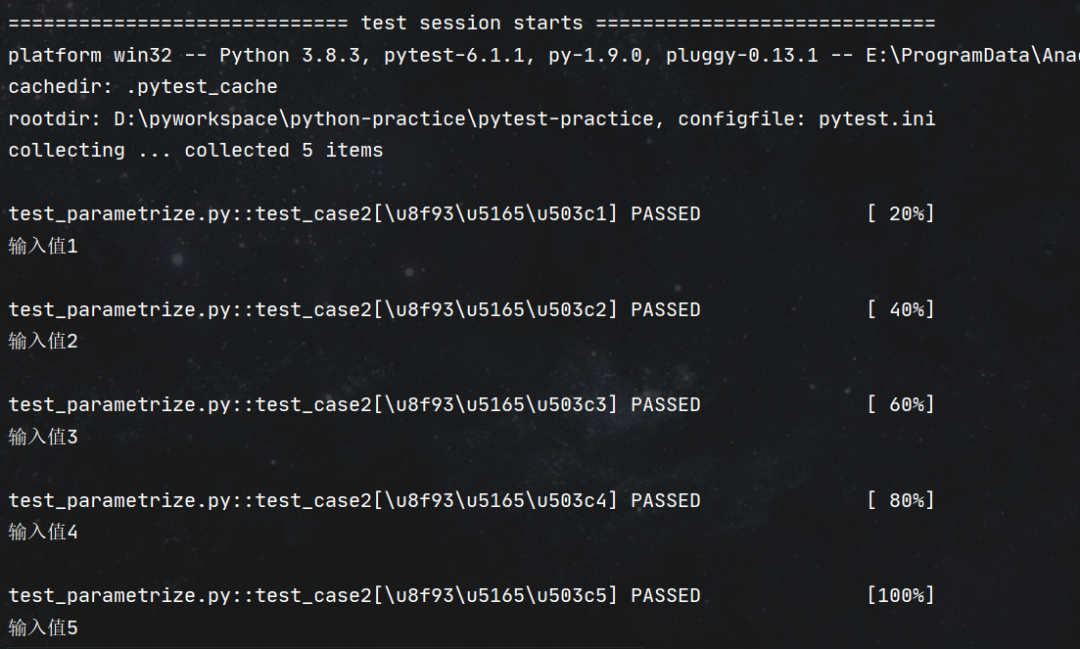 ============================= test session starts =============================
platform win32 -- Python 3.8.3, pytest-6.1.1, py-1.9.0, pluggy-0.13.1 -- E:\ProgramData\Ana
cachedir: .pytest_cache
rootdir: D:\pyworkspace\python-practice\pytest-practice, configfile: pytest.ini
collecting ... collected 5 items
test_parametrize.py::test_case2[\u8f93\u5165\u503c1] PASSED [ 20%]
输入值1
test_parametrize.py::test_case2[\u8f93\u5165\u503c2] PASSED [ 40%]
输入值2
test_parametrize.py::test_case2[\u8f93\u5165\u503c3] PASSED [ 60%]
输入值3
test_parametrize.py::test_case2[\u8f93\u5165\u503c4] PASSED [ 80%]
输入值4
test_parametrize.py::test_case2[\u8f93\u5165\u503c5] PASSED [100%]
输入值5